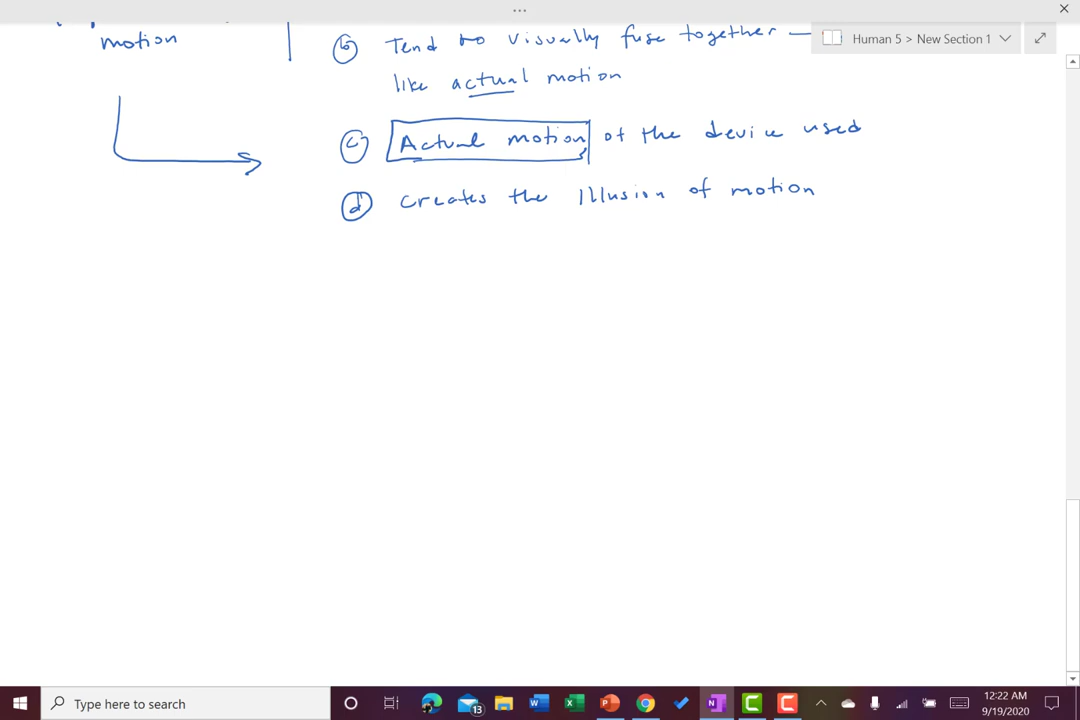 ...
motion
Human 5 > New Section 1
b Tend to visually fuse together —
like actual motion
c Actual motion of the device used
d creates the illusion of motion
Type here to search
13
12:22 AM
9/19/2020